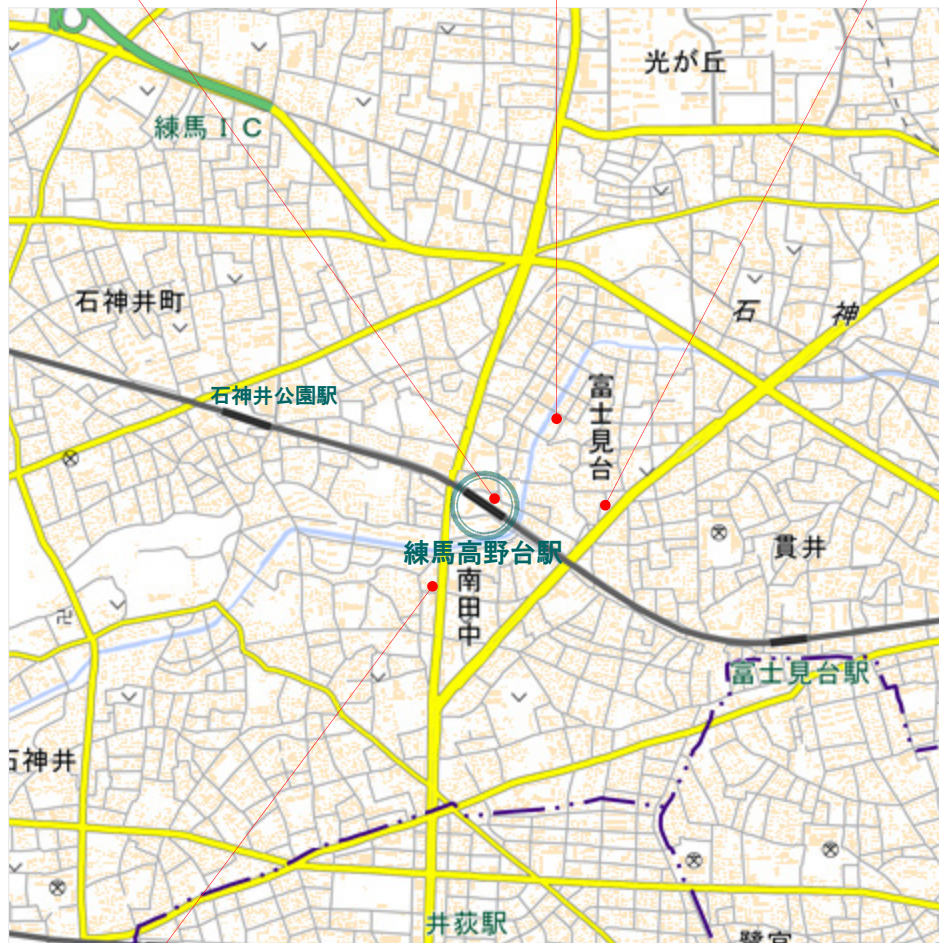 光が丘
練馬ＩＣ
石神井町
石
神
石神井公園駅
富士見台
練馬高野台駅
貫井
南田中
富士見台駅
石神井
井荻駅
鷺宮